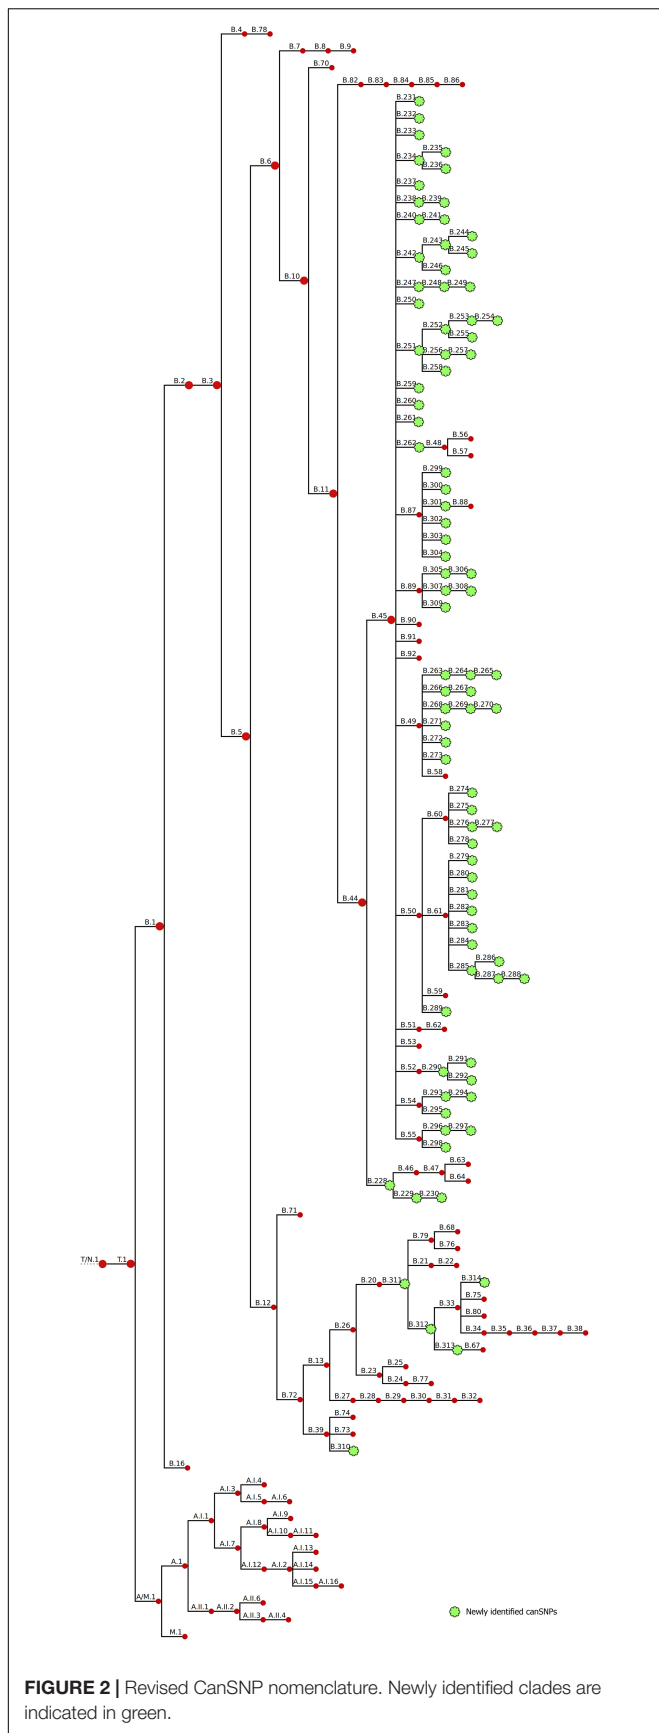 B.4 B.78
B.7 B.8 B.9
B.70
B.82 B.83 B.84 B.85 B.86
B.231
B.232
B.233
B.235
B.234
B.6
B.236
B.237
B.238 B.239
B.240 B.241
B.244
B.243
B.242 B.245
B.246
B.10
B.247 B.248 B.249
B.250
B.253 B.254
B.252
B.255
B.251
B.256 B.257
B.258
B.2 B.3
B.259
B.260
B.261
B.56
B.262 B.48
B.57
B.299
B.300
B.11
B.301 B.88
B.87
B.302
B.303
B.304
B.305 B.306
B.89 B.307 B.308
B.309
B.45
B.90
B.91
B.92
B.263 B.264 B.265
B.266 B.267
B.268 B.269 B.270
B.49 B.271
B.5
B.272
B.273
B.58
B.274
B.275
B.60
B.276 B.277
B.278
B.279
B.280
B.281
B.44
B.282
B.50 B.61
B.1
B.283
B.284
B.286
B.285
B.287 B.288
B.59
B.289
B.51 B.62
B.53
B.291
B.52 B.290
B.292
B.293 B.294
B.54
B.295
B.296 B.297
B.55
B.298
B.63
B.46 B.47
B.64
B.228
B.229 B.230
B.71
B.68
B.79
B.76
T/N.1 T.1
B.21 B.22
B.20 B.311
B.314
B.75
B.12
B.33
B.80
B.26
B.312
B.34 B.35 B.36 B.37 B.38
B.313 B.67
B.13
B.25
B.23
B.24 B.77
B.72
B.27 B.28 B.29 B.30 B.31 B.32
B.74
B.39 B.73
B.310
B.16
A.I.4
A.I.3
A.I.5 A.I.6
A.I.1
A.I.9
A.I.8
A.I.10 A.I.11
A.I.7
A.I.13
A.1
A.I.12 A.I.2 A.I.14
A.I.15 A.I.16
A/M.1
A.II.6
A.II.1 A.II.2
A.II.3 A.II.4
M.1
Newly identified canSNPs
FIGURE 2 | Revised CanSNP nomenclature. Newly identified clades are
indicated in green.